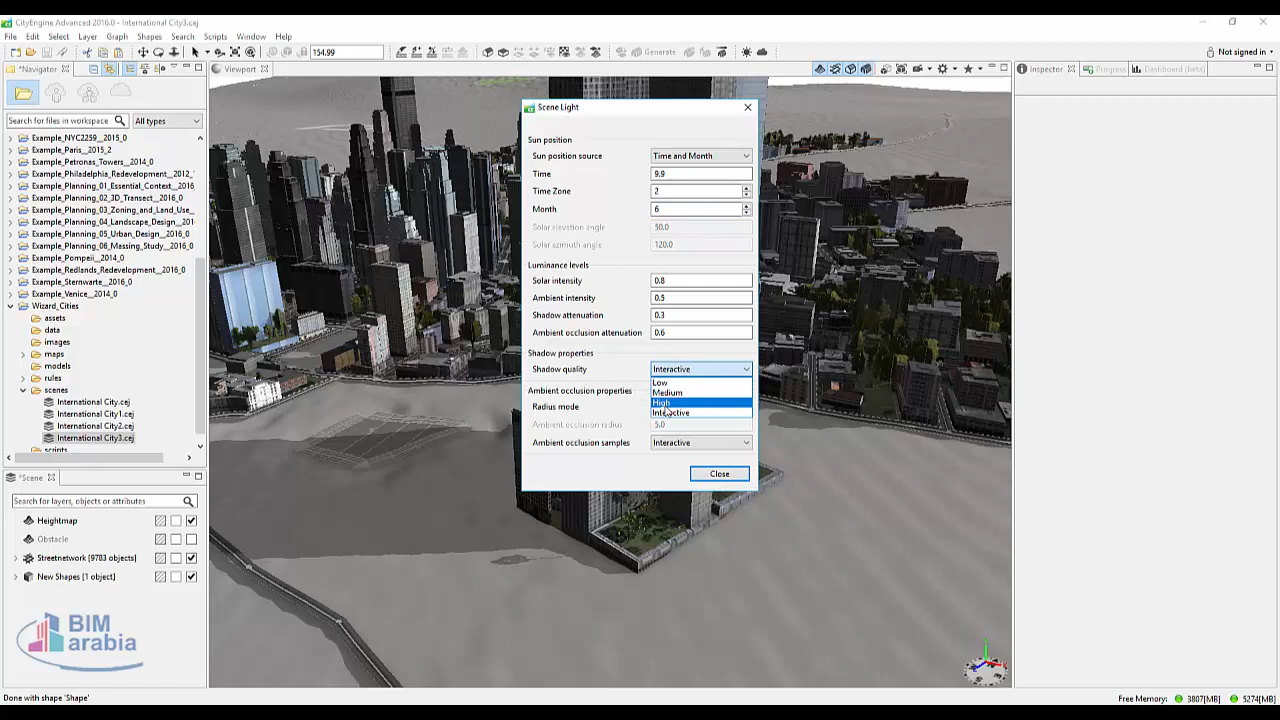 CityEngine Advanced 2016.0 - International City3.cej
File Edit Select Layer Graph Shapes Search Scripts Window Help
154.99
Generate
Not signed in
*Navigator
Viewport
Inspector
Progress
Dashboard (beta)
Search for files in workspace
All types
Example_NYC2259__2015_0
Example_Paris__2015_2
Example_Petronas_Towers__2014_0
Example_Philadelphia_Redevelopment__2012_
Example_Planning_01_Essential_Context__2016
Example_Planning_02_3D_Transect__2016_0
Example_Planning_03_Zoning_and_Land_Use_
Example_Planning_04_Landscape_Design__201
Example_Planning_05_Urban_Design__2016_0
Example_Planning_06_Massing_Study__2016_0
Example_Pompeii__2014_0
Example_Redlands_Redevelopment__2016_0
Example_Sternwarte__2016_0
Example_Venice__2014_0
Wizard_Cities
assets
data
images
maps
models
rules
scenes
International City.cej
International City1.cej
International City2.cej
International City3.cej
scripts
*Scene
Search for layers, objects or attributes
Heightmap
Obstacle
Streetnetwork [9783 objects]
New Shapes [1 object]
BIM
arabia
Scene Light
Sun position
Sun position source Time and Month
Time 9.9
Time Zone 2
Month 6
Solar elevation angle 50.0
Solar azimuth angle 120.0
Luminance levels
Solar intensity 0.8
Ambient intensity 0.5
Shadow attenuation 0.3
Ambient occlusion attenuation 0.6
Shadow properties
Shadow quality Interactive
Low
Medium
High
Interactive
Ambient occlusion properties
Radius mode
Ambient occlusion radius 5.0
Ambient occlusion samples Interactive
Close
Done with shape 'Shape'
Free Memory: 3807[MB] 5274[MB]